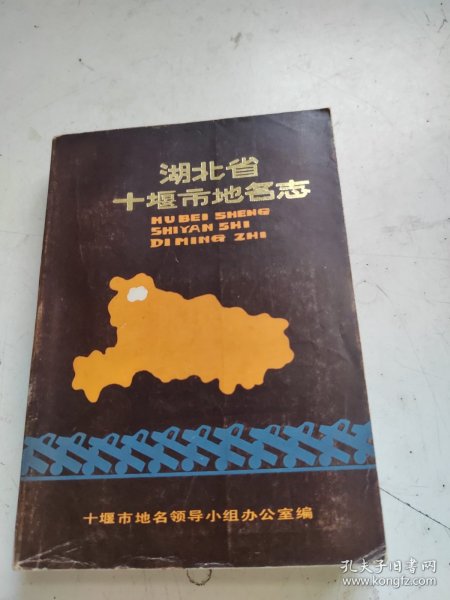 湖北省
十堰市地名志
HU BEI SHENG
SHIYAN SHI
DI MING ZHI
十堰市地名领导小组办公室编
孔夫子旧书网
www.kongfz.com